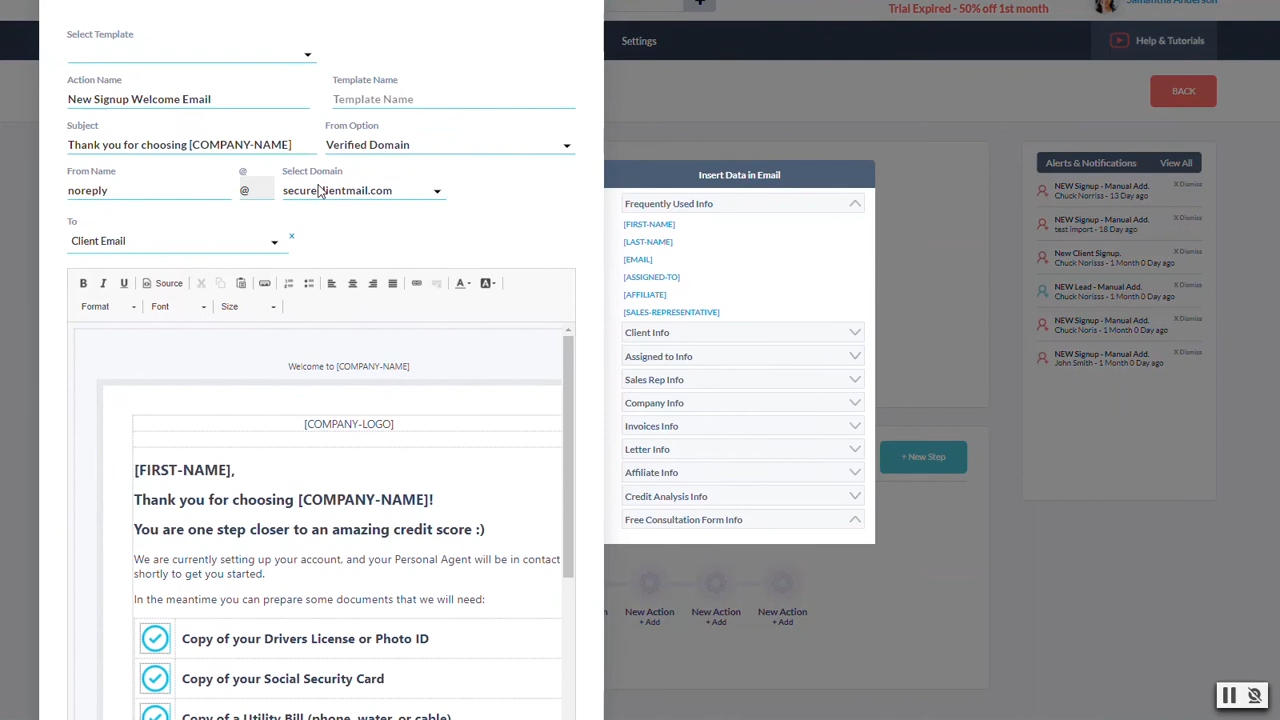 Trial Expired - 50% off 1st month
Samantha Anderson
Settings
Help & Tutorials
BACK
Select Template
Action Name
Template Name
New Signup Welcome Email
Template Name
Subject
From Option
Thank you for choosing [COMPANY-NAME]
Verified Domain
From Name
@
Select Domain
noreply
@
secureclientmail.com
To
Client Email
x
B I U Source
A A
Format
Font
Size
Welcome to [COMPANY-NAME]
[COMPANY-LOGO]
[FIRST-NAME],
Thank you for choosing [COMPANY-NAME]!
You are one step closer to an amazing credit score :)
We are currently setting up your account, and your Personal Agent will be in contact
shortly to get you started.
In the meantime you can prepare some documents that we will need:
Copy of your Drivers License or Photo ID
Copy of your Social Security Card
Copy of a Utility Bill (phone, water, or cable)
Insert Data in Email
Frequently Used Info
[FIRST-NAME]
[LAST-NAME]
[EMAIL]
[ASSIGNED-TO]
[AFFILIATE]
[SALES-REPRESENTATIVE]
Client Info
Assigned to Info
Sales Rep Info
Company Info
Invoices Info
Letter Info
Affiliate Info
Credit Analysis Info
Free Consultation Form Info
+ New Step
New Action
+ Add
New Action
+ Add
New Action
+ Add
Alerts & Notifications
View All
NEW Signup - Manual Add.
X Dismiss
Chuck Norriss - 13 Day ago
NEW Signup - Manual Add.
X Dismiss
test import - 18 Day ago
New Client Signup.
X Dismiss
Chuck Norisss - 1 Month 0 Day ago
NEW Lead - Manual Add.
X Dismiss
Chuck Norisss - 1 Month 0 Day ago
NEW Signup - Manual Add.
X Dismiss
Chuck Noris - 1 Month 0 Day ago
NEW Signup - Manual Add.
X Dismiss
John Smith - 1 Month 0 Day ago